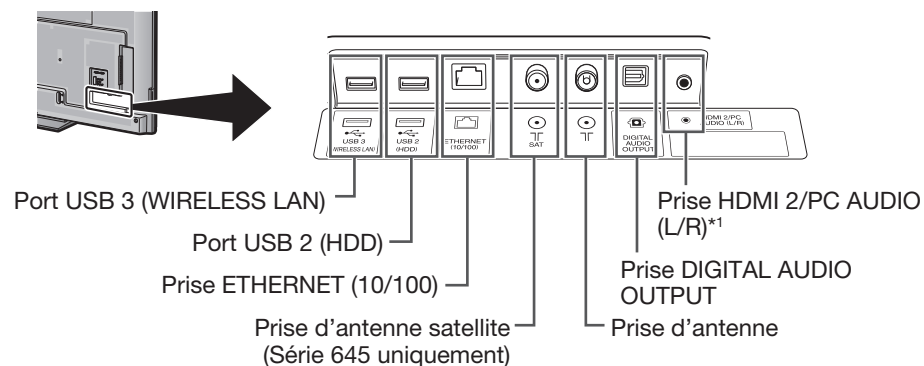 USB 3
(WIRELESS LAN)
USB 2
(HDD)
ETHERNET
(10/100)
SAT
DIGITAL
AUDIO
OUTPUT
HDMI 2/PC
AUDIO (L/R)
Port USB 3 (WIRELESS LAN)
Port USB 2 (HDD)
Prise ETHERNET (10/100)
Prise d'antenne satellite
(Série 645 uniquement)
Prise d'antenne
Prise DIGITAL AUDIO
OUTPUT
Prise HDMI 2/PC AUDIO
(L/R)*1